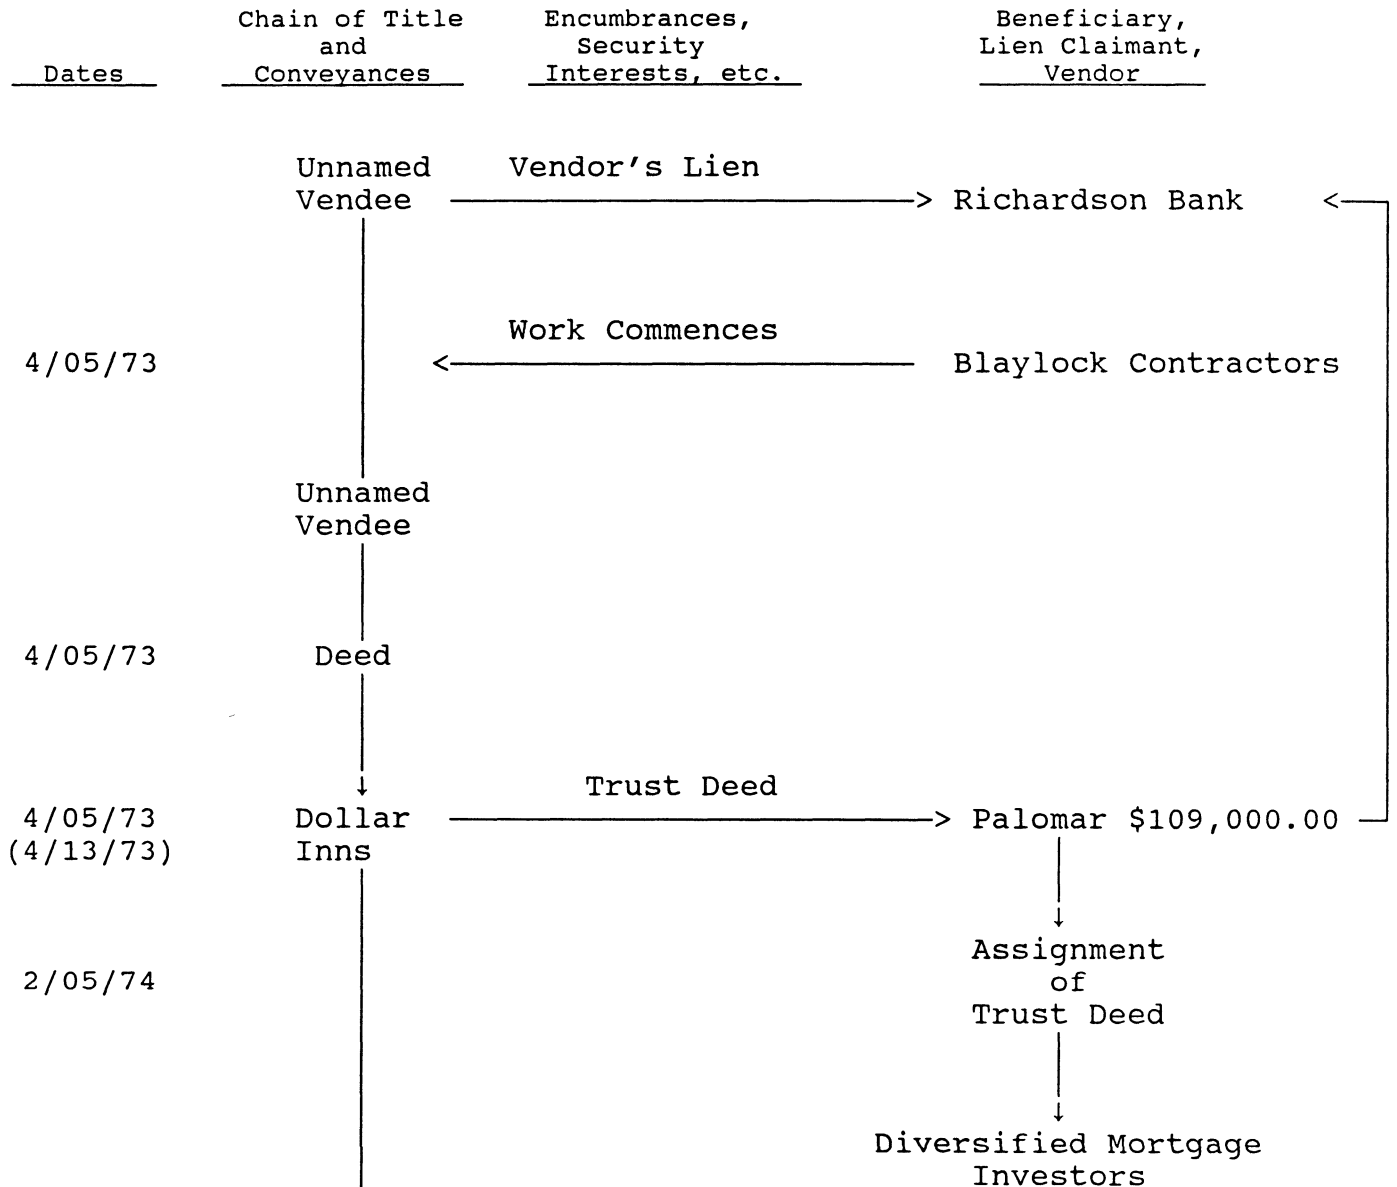 Chain of Title Encumbrances, Beneficiary,
and Security Lien Claimant,
Dates Conveyances Interests, etc. Vendor
Unnamed Vendor's Lien
Vendee Richardson Bank
Work Commences
4/05/73 Blaylock Contractors
Unnamed
Vendee
4/05/73 Deed
Trust Deed
4/05/73 Dollar Palomar $109,000.00
(4/13/73) Inns
Assignment
2/05/74 of
Trust Deed
Diversified Mortgage
Investors